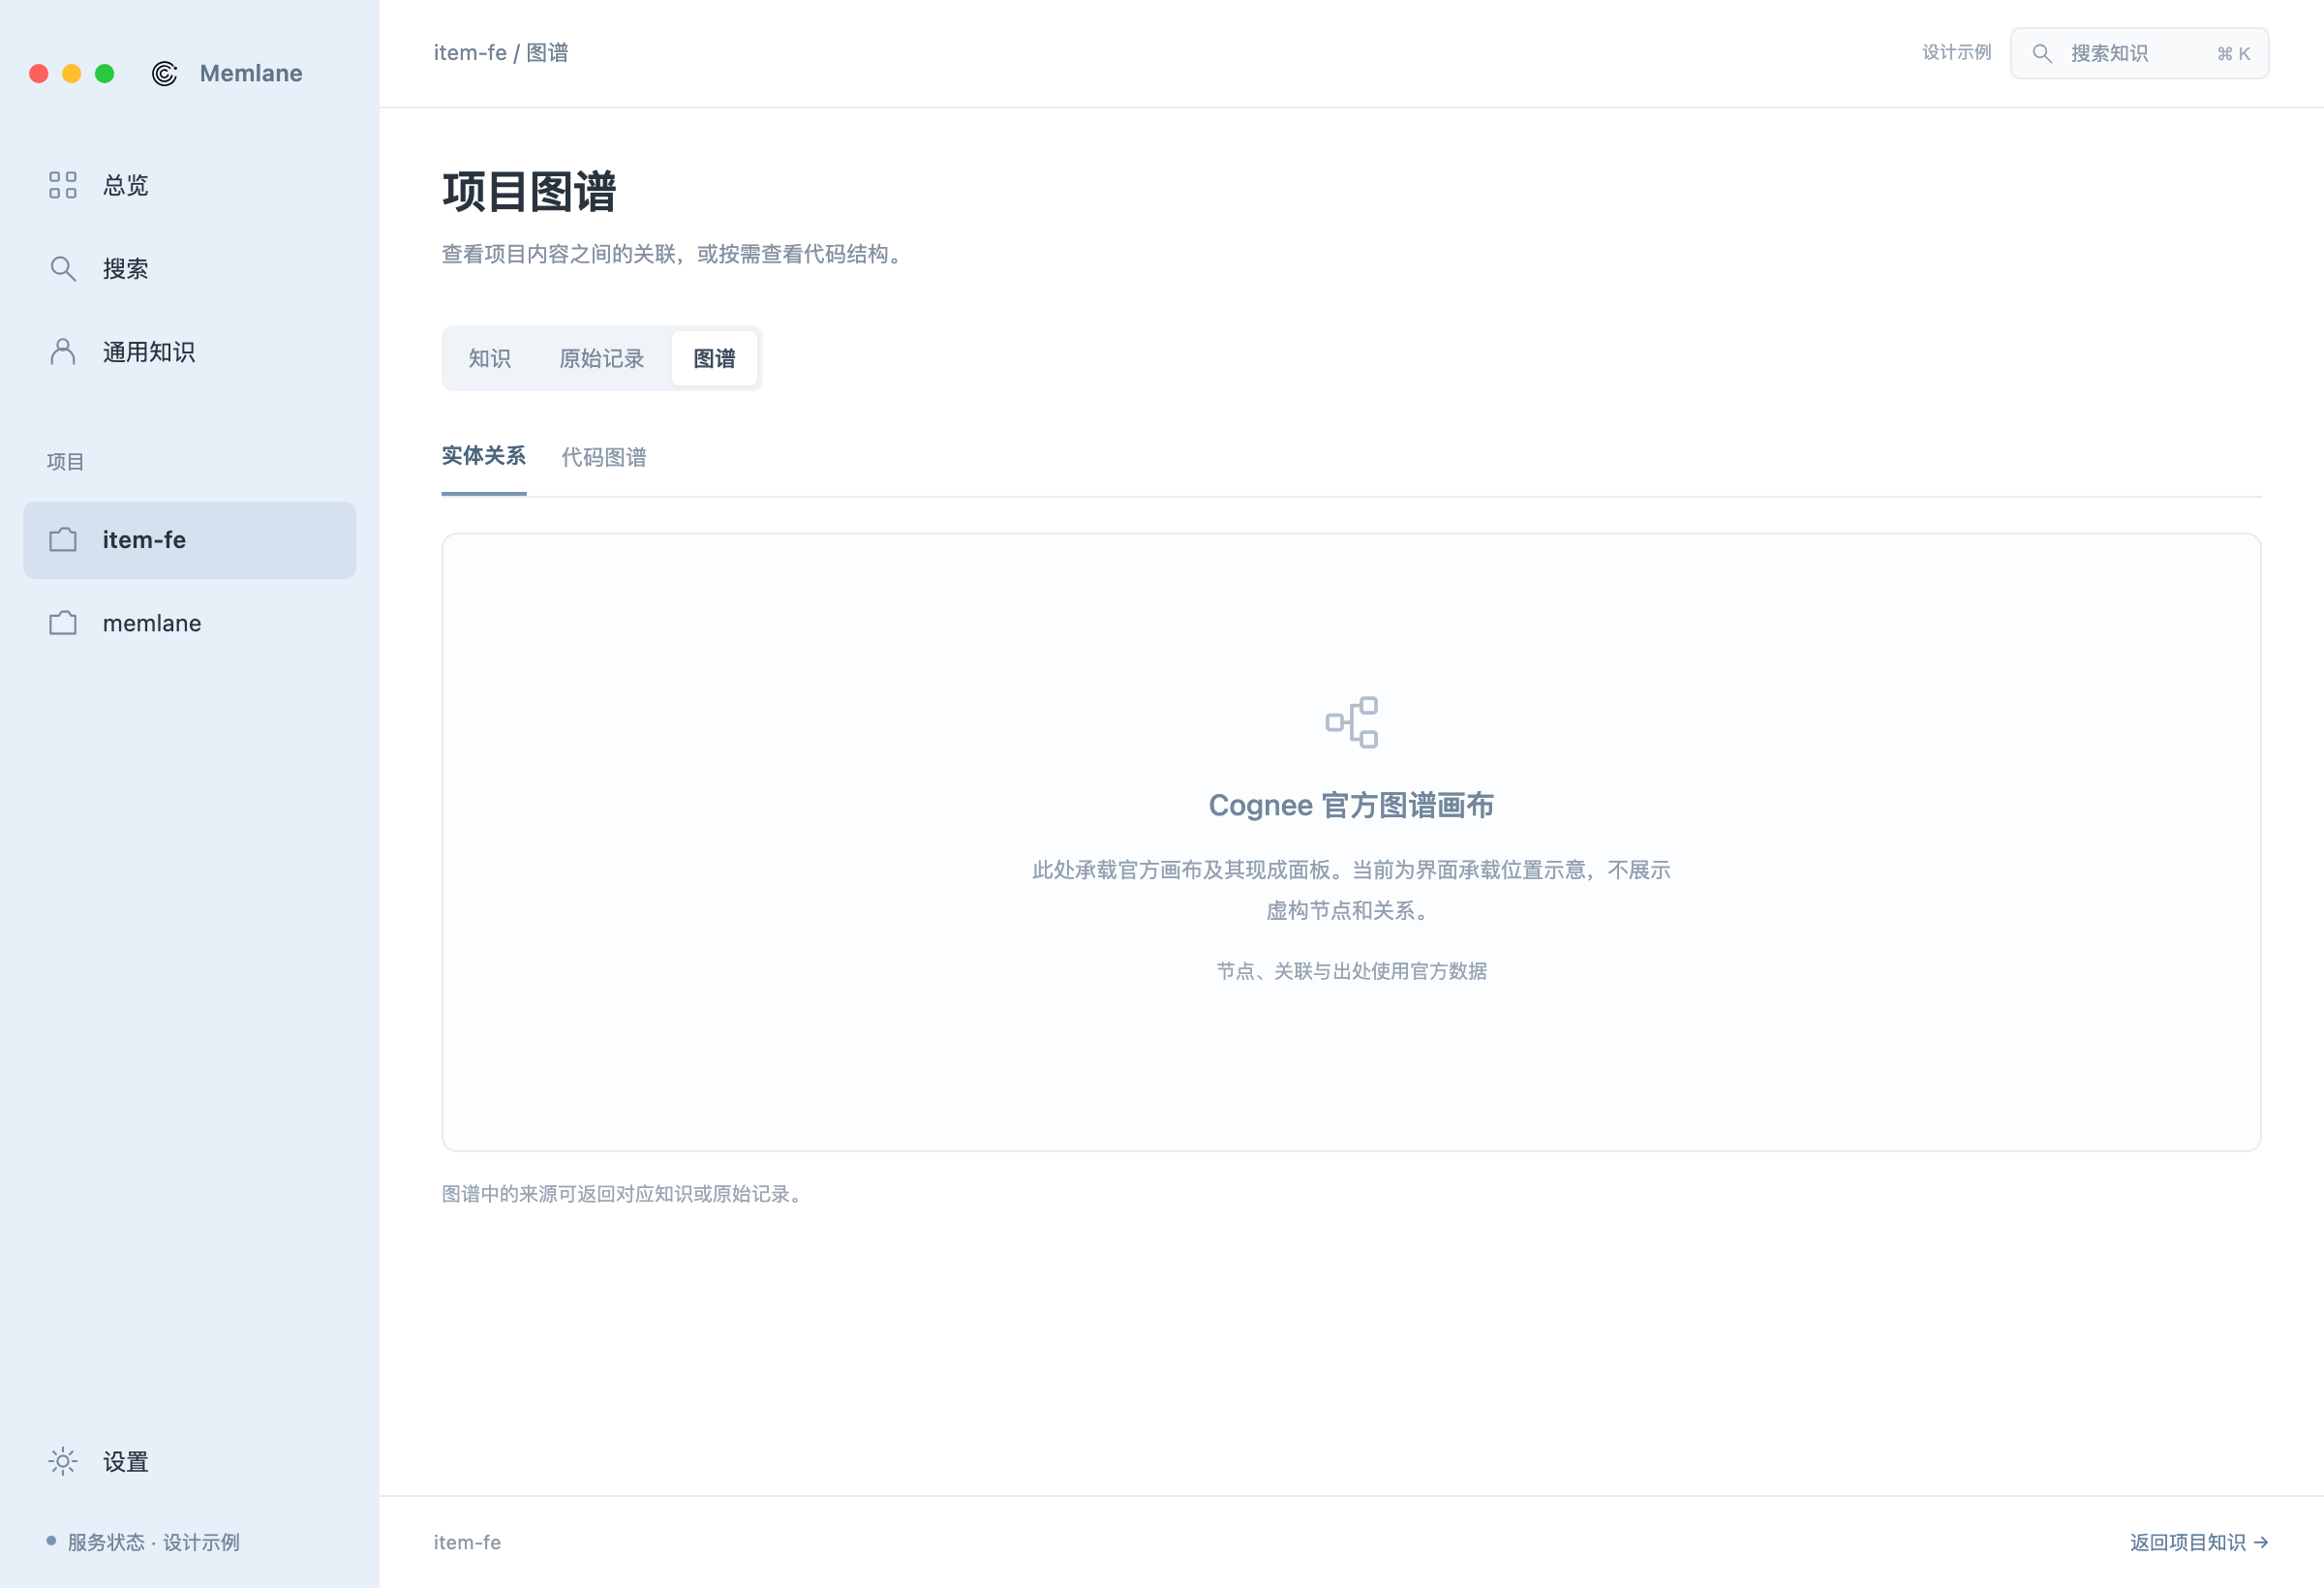 Memlane
总览
搜索
通用知识
项目
item-fe
memlane
设置
服务状态 · 设计示例
item-fe / 图谱
设计示例
搜索知识
⌘ K
项目图谱
查看项目内容之间的关联，或按需查看代码结构。
知识
原始记录
图谱
实体关系
代码图谱
Cognee 官方图谱画布
此处承载官方画布及其现成面板。当前为界面承载位置示意，不展示
虚构节点和关系。
节点、关联与出处使用官方数据
图谱中的来源可返回对应知识或原始记录。
item-fe
返回项目知识 →